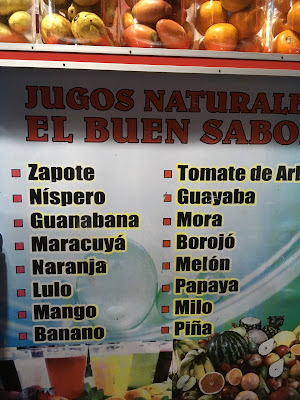 JUGOS NATURALE
EL BUEN SABO
Zapote
Níspero
Guanabana
Maracuyá
Naranja
Lulo
Mango
Banano
Tomate de Arb
Guayaba
Mora
Borojó
Melón
Papaya
Milo
Piña